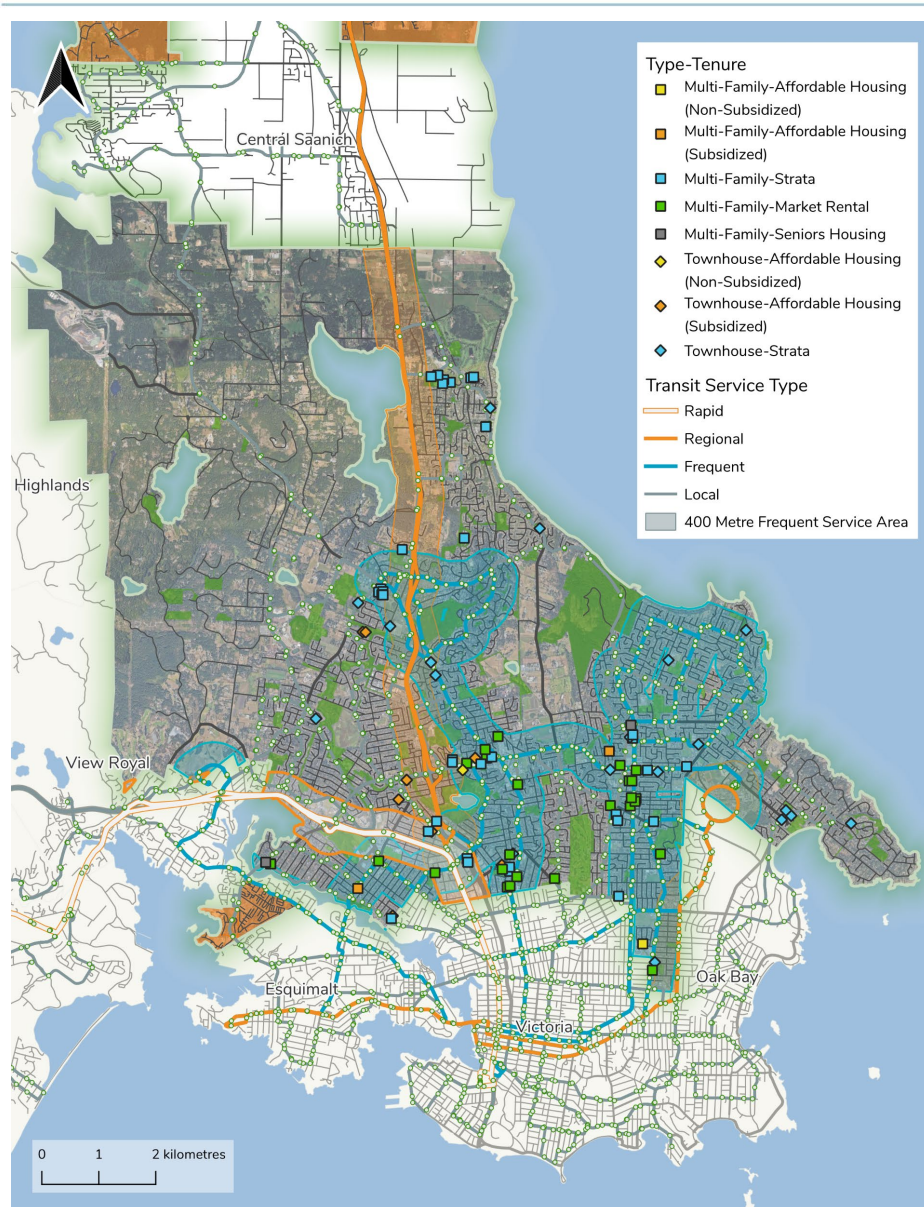 Type-Tenure
Multi-Family-Affordable Housing
(Non-Subsidized)
Multi-Family-Affordable Housing
(Subsidized)
Multi-Family-Strata
Multi-Family-Market Rental
Multi-Family-Seniors Housing
Townhouse-Affordable Housing
(Non-Subsidized)
Townhouse-Affordable Housing
(Subsidized)
Townhouse-Strata
Transit Service Type
Rapid
Regional
Frequent
Local
400 Metre Frequent Service Area
Central Saanich
Highlands
View Royal
Esquimalt
Oak Bay
Victoria
0 1 2 kilometres